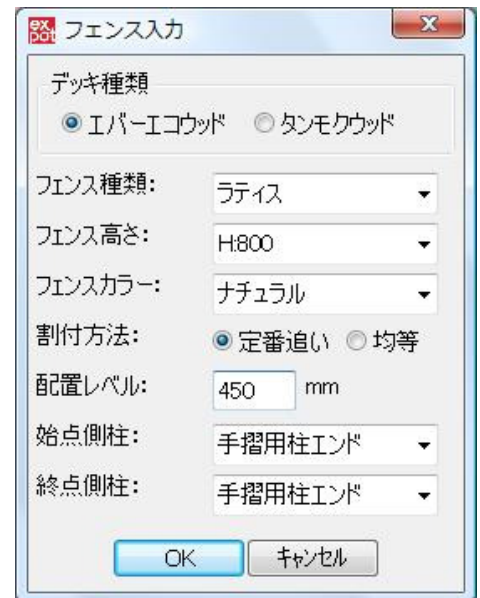 ex
pot フェンス入力
デッキ種類
エバーエコウッド タンモクウッド
フェンス種類: ラティス
フェンス高さ: H:800
フェンスカラー: ナチュラル
割付方法: 定番追い 均等
配置レベル: 450 mm
始点側柱: 手摺用柱エンド
終点側柱: 手摺用柱エンド
OK キャンセル